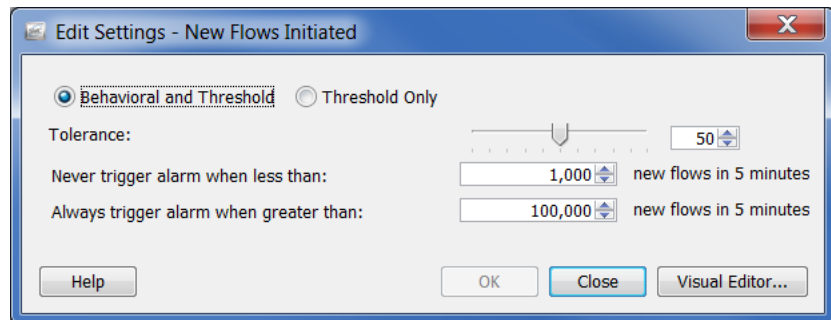 Edit Settings - New Flows Initiated
X
Behavioral and Threshold Threshold Only
Tolerance: 50
Never trigger alarm when less than: 1,000 new flows in 5 minutes
Always trigger alarm when greater than: 100,000 new flows in 5 minutes
Help OK Close Visual Editor...